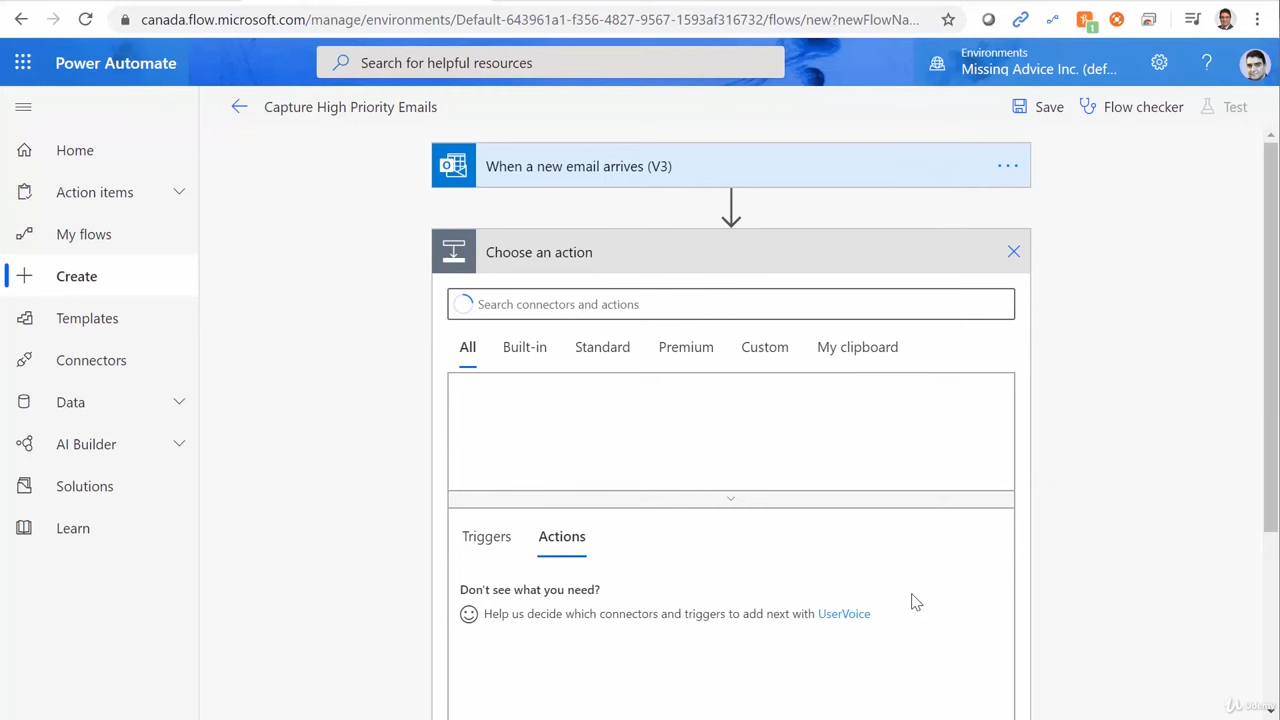 canada.flow.microsoft.com/manage/environments/Default-643961a1-f356-4827-9567-1593af316732/flows/new?newFlowNa...
1
Power Automate
Search for helpful resources
Environments
Missing Advice Inc. (def...
?
Capture High Priority Emails
Save
Flow checker
Test
Home
Action items
My flows
Create
Templates
Connectors
Data
AI Builder
Solutions
Learn
When a new email arrives (V3)
...
Choose an action
Search connectors and actions
All Built-in Standard Premium Custom My clipboard
Triggers Actions
Don't see what you need?
Help us decide which connectors and triggers to add next with UserVoice
Udemy